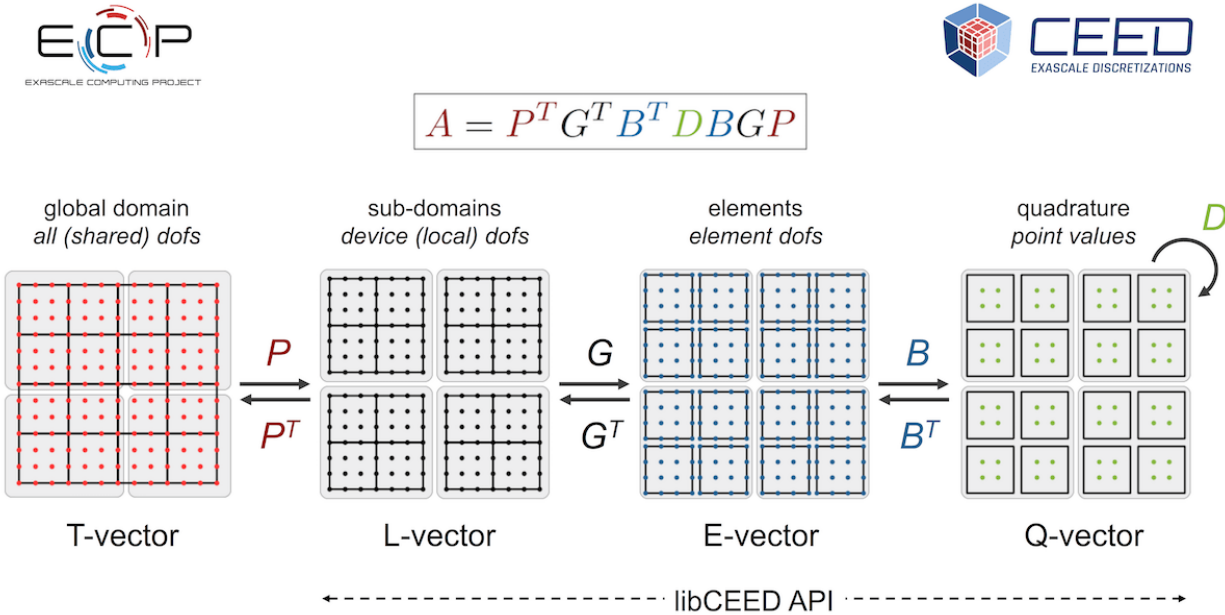 ECP
EXASCALE COMPUTING PROJECT
CEED
EXASCALE DISCRETIZATIONS
A = P^T G^T B^T D B G P
global domain
all (shared) dofs
sub-domains
device (local) dofs
elements
element dofs
quadrature
point values
D
P
P^T
G
G^T
B
B^T
T-vector
L-vector
E-vector
Q-vector
libCEED API